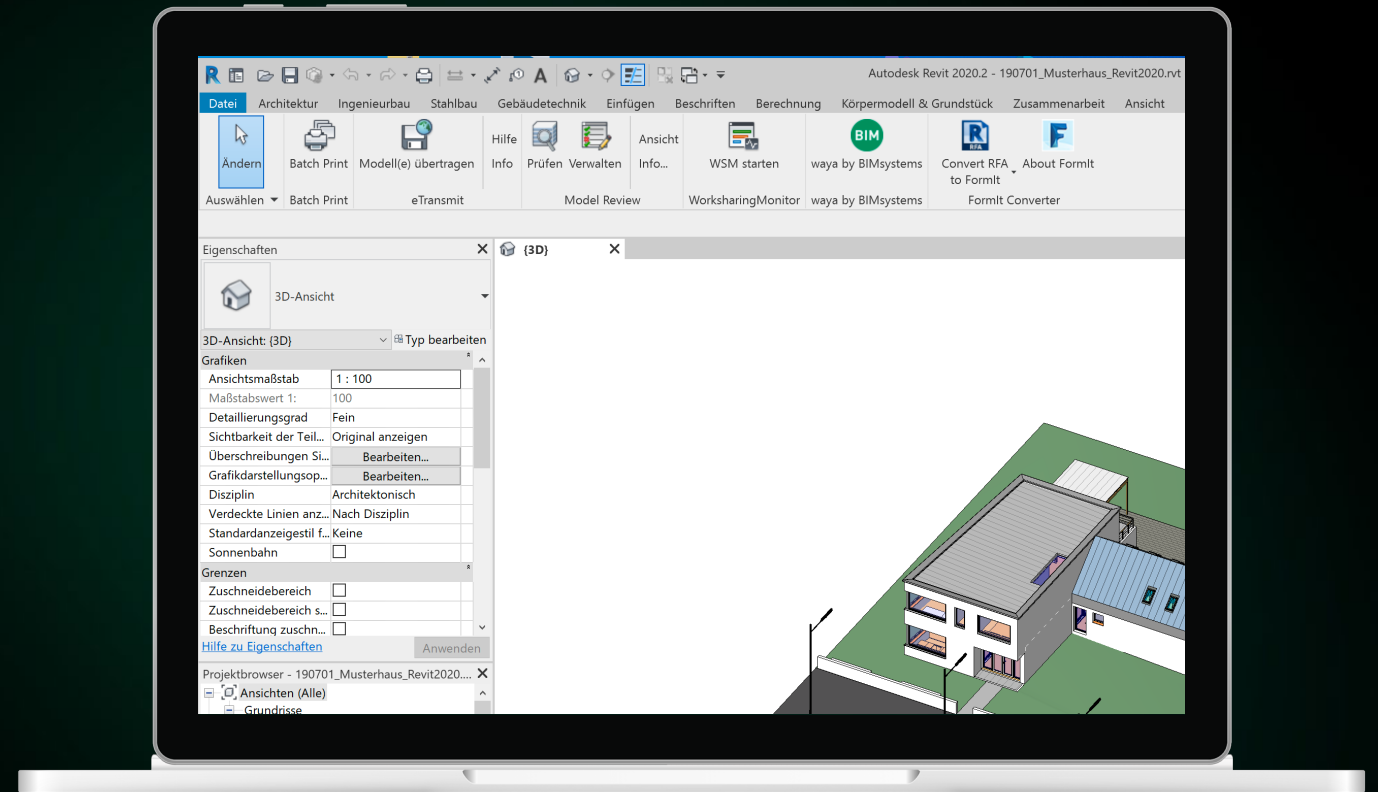 Autodesk Revit 2020.2 - 190701_Musterhaus_Revit2020.rvt
Datei Architektur Ingenieurbau Stahlbau Gebäudetechnik Einfügen Beschriften Berechnung Körpermodell & Grundstück Zusammenarbeit Ansicht
Ändern
Batch Print
Modell(e) übertragen
Hilfe
Info
Prüfen
Verwalten
Ansicht
Info...
WSM starten
BIM
waya by BIMsystems
RFA
Convert RFA
to FormIt
About FormIt
Auswählen Batch Print eTransmit Model Review WorksharingMonitor waya by BIMsystems FormIt Converter
Eigenschaften
{3D}
3D-Ansicht
3D-Ansicht: {3D} Typ bearbeiten
Grafiken
Ansichtsmaßstab 1 : 100
Maßstabswert 1: 100
Detaillierungsgrad Fein
Sichtbarkeit der Teil... Original anzeigen
Überschreibungen Si... Bearbeiten...
Grafikdarstellungsop... Bearbeiten...
Disziplin Architektonisch
Verdeckte Linien anz... Nach Disziplin
Standardanzeigestil f... Keine
Sonnenbahn
Grenzen
Zuschneidebereich
Zuschneidebereich s...
Beschriftung zuschn...
Hilfe zu Eigenschaften Anwenden
Projektbrowser - 190701_Musterhaus_Revit2020....
Ansichten (Alle)
Grundrisse